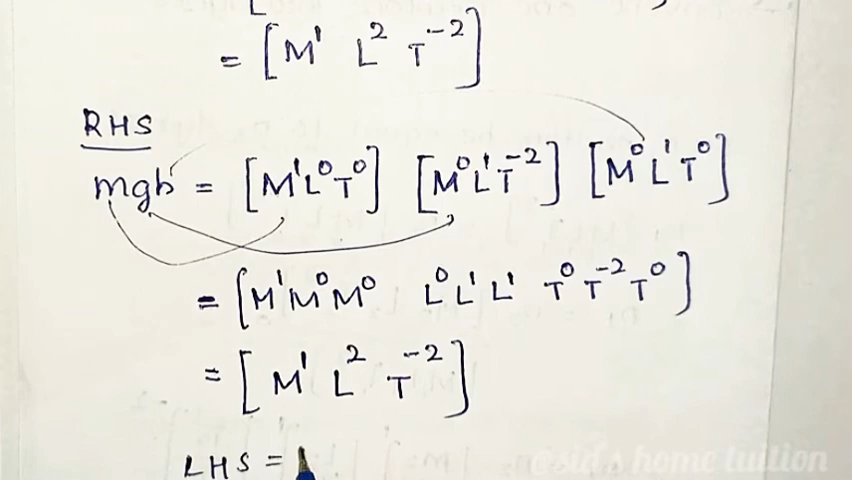 = [M¹ L² T⁻²]
RHS
mgh = [M¹L⁰T⁰] [M⁰L¹T⁻²] [M⁰L¹T⁰]
= [M¹M⁰M⁰ L⁰L¹L¹ T⁰T⁻²T⁰]
= [M¹ L² T⁻²]
LHS =
@sid's home tuition